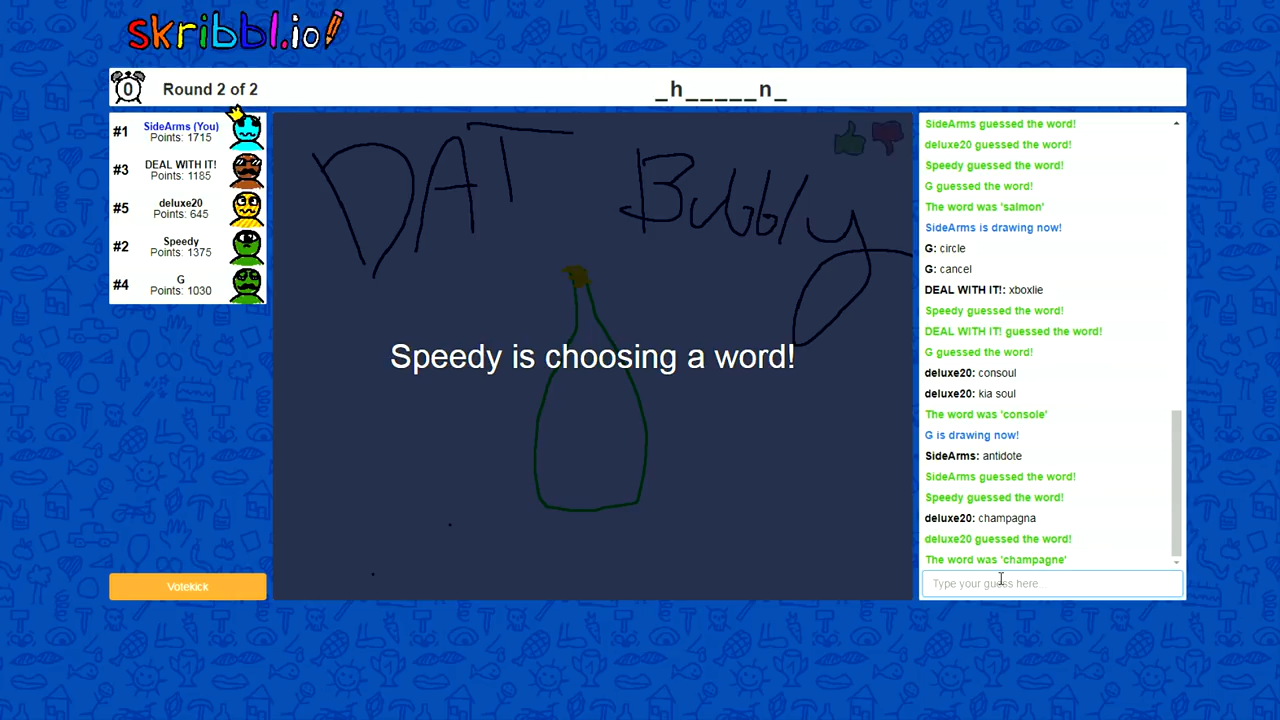 skribbl.io
0
Round 2 of 2
_h_____n_
#1
SideArms (You)
Points: 1715
#3
DEAL WITH IT!
Points: 1185
#5
deluxe20
Points: 645
#2
Speedy
Points: 1375
#4
G
Points: 1030
Votekick
DAT Bubbly
Speedy is choosing a word!
SideArms guessed the word!
deluxe20 guessed the word!
Speedy guessed the word!
G guessed the word!
The word was 'salmon'
SideArms is drawing now!
G: circle
G: cancel
DEAL WITH IT!: xboxlie
Speedy guessed the word!
DEAL WITH IT! guessed the word!
G guessed the word!
deluxe20: consoul
deluxe20: kia soul
The word was 'console'
G is drawing now!
SideArms: antidote
SideArms guessed the word!
Speedy guessed the word!
deluxe20: champagna
deluxe20 guessed the word!
The word was 'champagne'
Type your guess here...